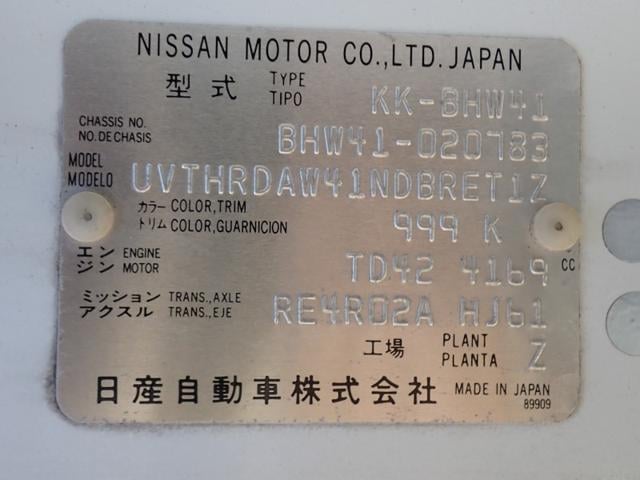 NISSAN MOTOR CO.,LTD. JAPAN
型式 TYPE TIPO KK-BHW41
CHASSIS NO. NO. DE CHASIS BHW41-020783
MODEL MODELO UVTHRDAW41NDBRET1Z
カラー COLOR,TRIM トリム COLOR,GUARNICION 999 K
エンジン ENGINE MOTOR TD42 4169 CC
ミッション TRANS.,AXLE アクスル TRANS.,EJE RE4R02A HJ61
工場 PLANT PLANTA Z
日産自動車株式会社 MADE IN JAPAN
89909